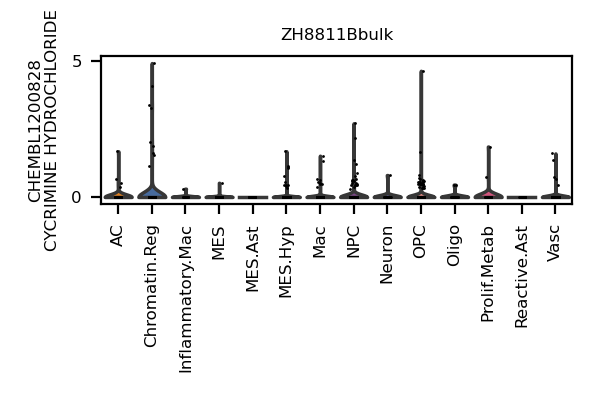 ZH8811Bbulk
CHEMBL1200828
CYCRIMINE HYDROCHLORIDE
5
0
AC
Chromatin.Reg
Inflammatory.Mac
MES
MES.Ast
MES.Hyp
Mac
NPC
Neuron
OPC
Oligo
Prolif.Metab
Reactive.Ast
Vasc